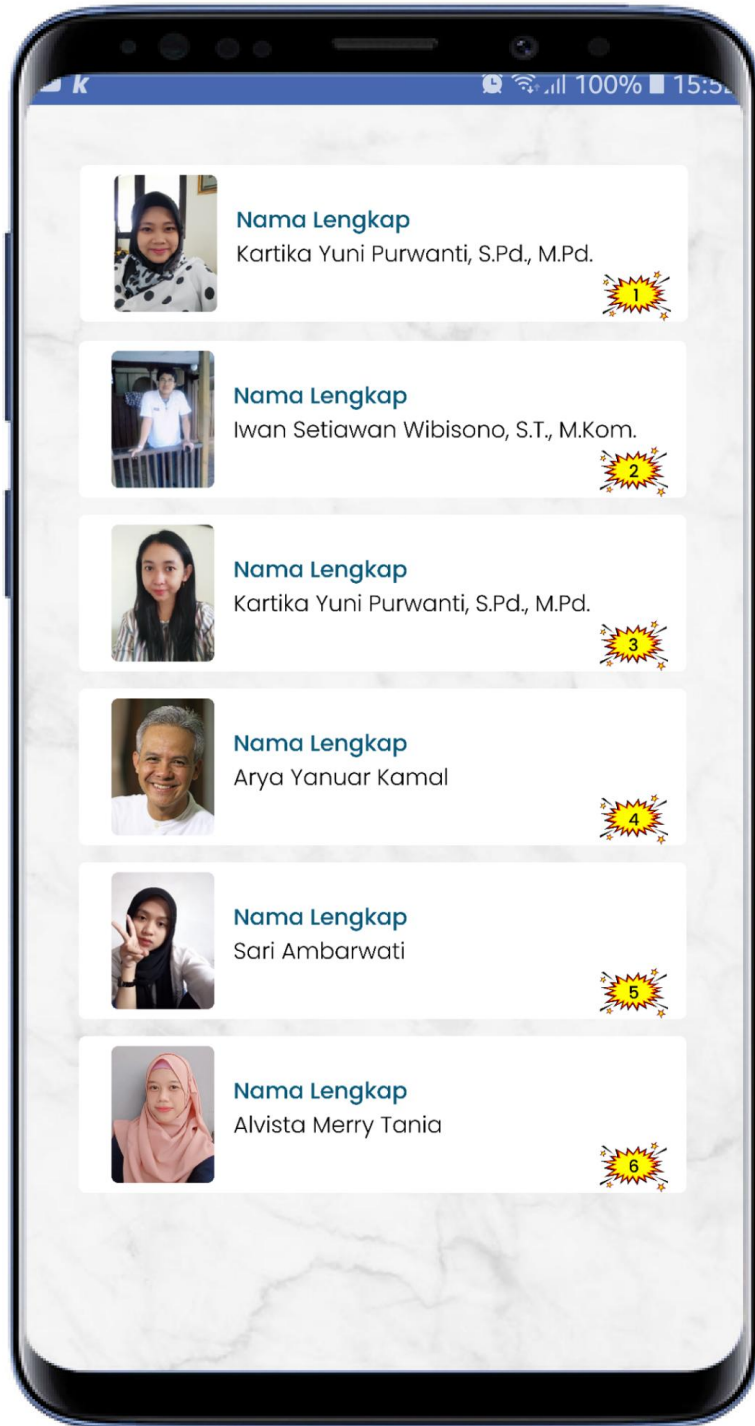 k 100% 15:52
Nama Lengkap
Kartika Yuni Purwanti, S.Pd., M.Pd.
1
Nama Lengkap
Iwan Setiawan Wibisono, S.T., M.Kom.
2
Nama Lengkap
Kartika Yuni Purwanti, S.Pd., M.Pd.
3
Nama Lengkap
Arya Yanuar Kamal
4
Nama Lengkap
Sari Ambarwati
5
Nama Lengkap
Alvista Merry Tania
6